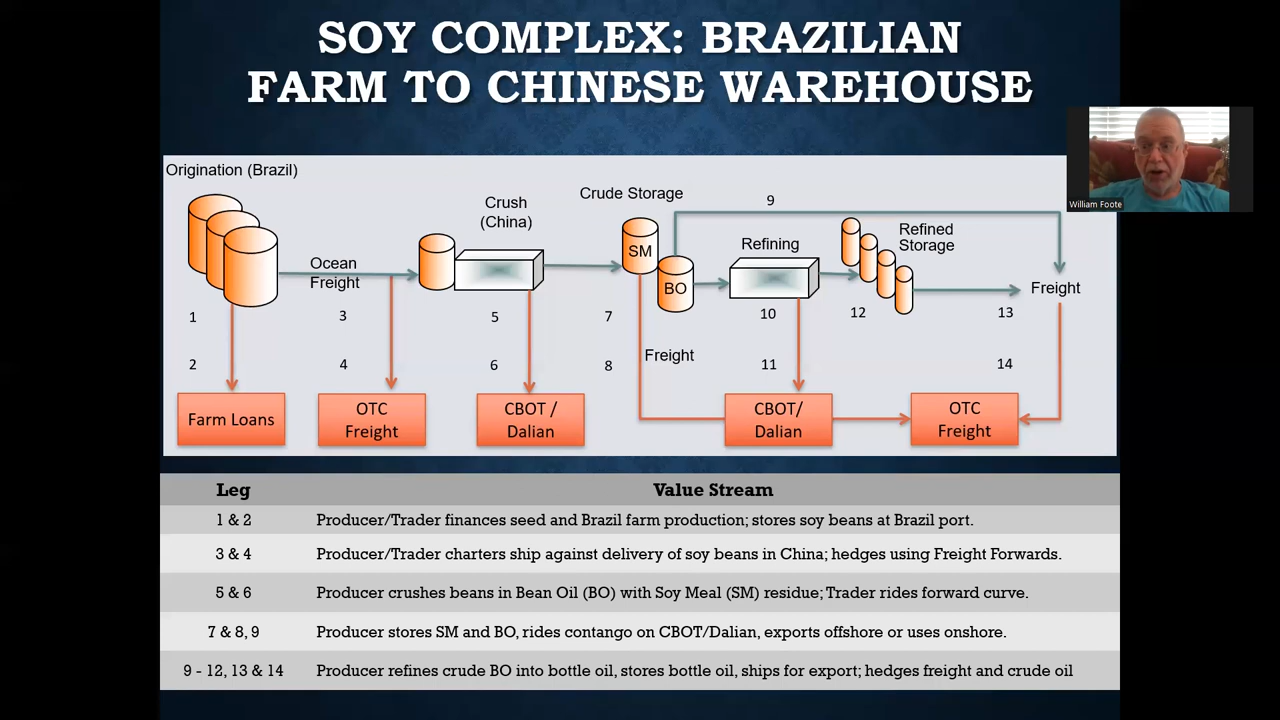 SOY COMPLEX: BRAZILIAN
FARM TO CHINESE WAREHOUSE
William Foote
Origination (Brazil)
Crush
(China)
Crude Storage
9
Refined
Storage
Refining
SM
BO
Ocean
Freight
Freight
1
3
5
7
10
12
13
2
4
6
8
Freight
11
14
Farm Loans
OTC
Freight
CBOT /
Dalian
CBOT/
Dalian
OTC
Freight
Leg Value Stream
1 & 2 Producer/Trader finances seed and Brazil farm production; stores soy beans at Brazil port.
3 & 4 Producer/Trader charters ship against delivery of soy beans in China; hedges using Freight Forwards.
5 & 6 Producer crushes beans in Bean Oil (BO) with Soy Meal (SM) residue; Trader rides forward curve.
7 & 8, 9 Producer stores SM and BO, rides contango on CBOT/Dalian, exports offshore or uses onshore.
9 - 12, 13 & 14 Producer refines crude BO into bottle oil, stores bottle oil, ships for export; hedges freight and crude oil